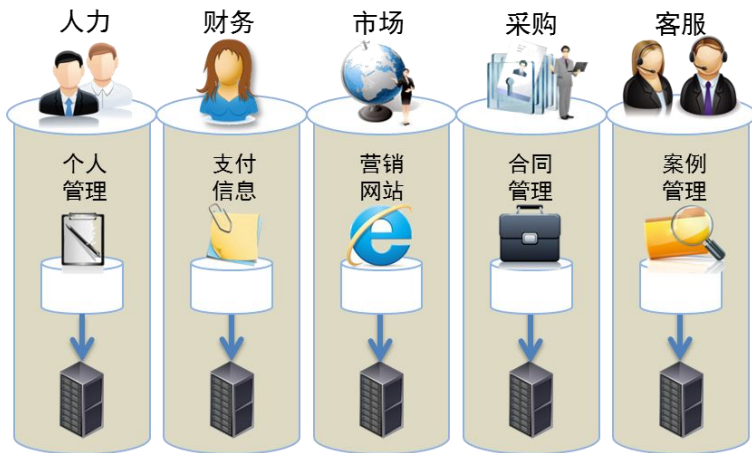 人力
财务
市场
采购
客服
个人
管理
支付
信息
营销
网站
合同
管理
案例
管理